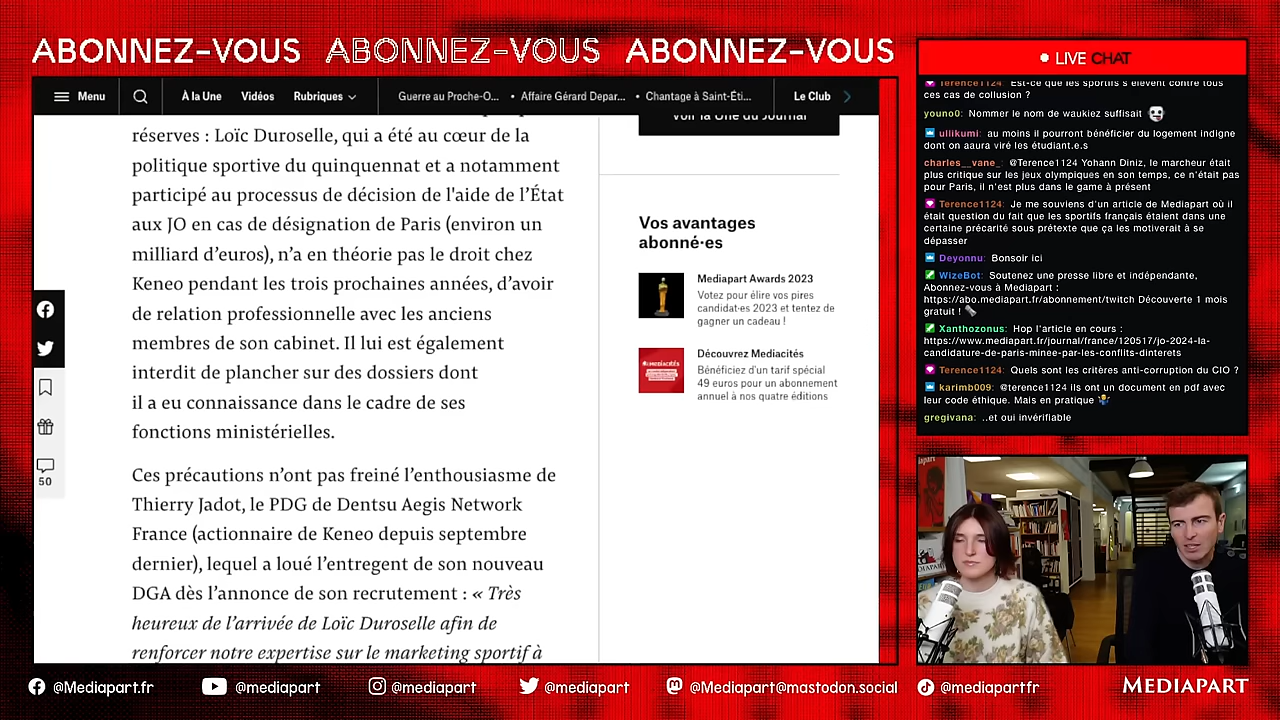 ABONNEZ-VOUS ABONNEZ-VOUS ABONNEZ-VOUS
Menu À la Une Vidéos Rubriques Guerre au Proche-O... • Affaires Gérard Depar... • Chantage à Saint-Éti... Le Club
réserves : Loïc Duroselle, qui a été au cœur de la
politique sportive du quinquennat et a notamment
participé au processus de décision de l'aide de l'État
aux JO en cas de désignation de Paris (environ un
milliard d'euros), n'a en théorie pas le droit chez
Keneo pendant les trois prochaines années, d'avoir
de relation professionnelle avec les anciens
membres de son cabinet. Il lui est également
interdit de plancher sur des dossiers dont
il a eu connaissance dans le cadre de ses
fonctions ministérielles.
Ces précautions n'ont pas freiné l'enthousiasme de
Thierry Jadot, le PDG de Dentsu Aegis Network
France (actionnaire de Keneo depuis septembre
dernier), lequel a loué l'entregent de son nouveau
DGA dès l'annonce de son recrutement : « Très
heureux de l'arrivée de Loïc Duroselle afin de
renforcer notre expertise sur le marketing sportif à
50
Voir la Une du Journal
Vos avantages
abonné·es
Mediapart Awards 2023
Votez pour élire vos pires
candidat·es 2023 et tentez de
gagner un cadeau !
#MEDIACITÉS
Découvrez Mediacités
Bénéficiez d'un tarif spécial
49 euros pour un abonnement
annuel à nos quatre éditions
LIVE CHAT
Terence1124: Est-ce que les sportifs s'élèvent contre tous
ces cas de collusion ?
youno0: Nommer le nom de waukiez suffisait
ullikumi: au moins il pourront bénéficier du logement indigne
dont on aaura viré les étudiant.e.s
charles__vane_: @Terence1124 Yohann Diniz, le marcheur était
plus critique sur les jeux olympiques en son temps, ce n'était pas
pour Paris, il n'est plus dans le game à présent
Terence1124: Je me souviens d'un article de Mediapart où il
était question du fait que les sportifs français étaient dans une
certaine précarité sous prétexte que ça les motiverait à se
dépasser
Deyonnu: Bonsoir ici
WizeBot: Soutenez une presse libre et indépendante,
Abonnez-vous à Mediapart :
https://abo.mediapart.fr/abonnement/twitch Découverte 1 mois
gratuit !
Xanthozonus: Hop l'article en cours :
https://www.mediapart.fr/journal/france/120517/jo-2024-la-
candidature-de-paris-minee-par-les-conflits-dinterets
Terence1124: Quels sont les critères anti-corruption du CIO ?
karimb009: @terence1124 ils ont un document en pdf avec
leur code éthique. Mais en pratique
gregivana: ..et oui invérifiable
@Mediapart.fr @mediapart @mediapart @mediapart @Mediapart@mastodon.social @mediapartfr MEDIAPART